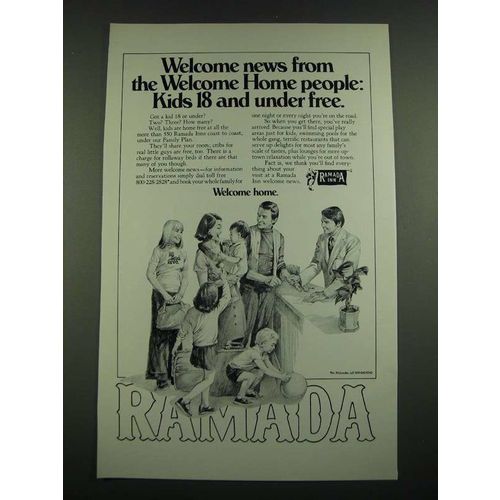 Welcome news from
the Welcome Home people:
Kids 18 and under free.
Got a kid 18 or under?
Two? Three? How many?
Well, kids are home free at all the
more than 550 Ramada Inns coast to coast,
under our Family Plan.
They'll share your room; cribs for
real little guys are free, too. There is a
charge for rollaway beds if there are that
many of you though.
More welcome news—for information
and reservations simply dial toll free
800-228-2828* and book your whole family for
one night or every night you're on the road.
So when you get there, you've really
arrived. Because you'll find special play
areas just for kids, swimming pools for the
whole gang, terrific restaurants that can
serve up delights for most any family's
scale of tastes, plus lounges for more up-
town relaxation while you're out of town.
Fact is, we think you'll find every-
thing about your
visit at a Ramada
Inn welcome news.
RAMADA
INN
Welcome home.
RAMADA